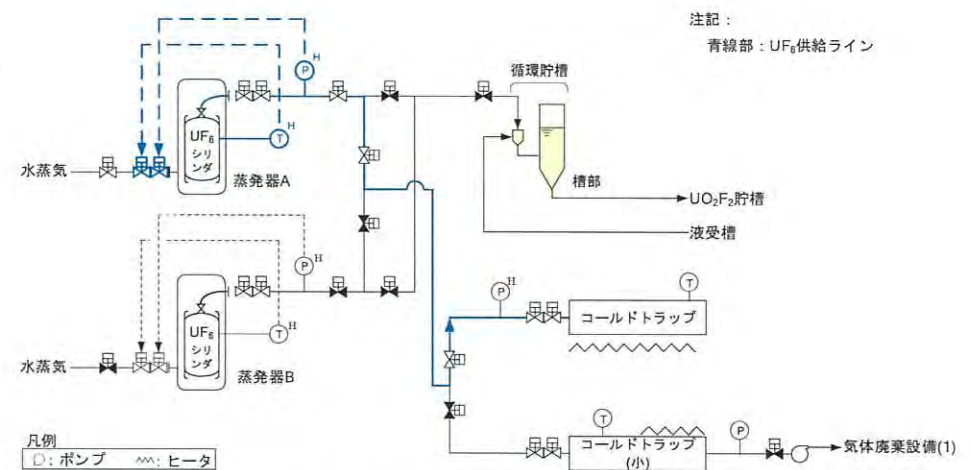 注記：
青線部：UF₆供給ライン
H
P
循環貯槽
UF₆
シリンダ
T
H
水蒸気
蒸発器A
槽部
UO₂F₂貯槽
液受槽
P
H
UF₆
シリンダ
T
H
水蒸気
蒸発器B
P
H
T
コールドトラップ
T
コールドトラップ
(小)
P
気体廃棄設備(1)
凡例
：ポンプ　：ヒータ